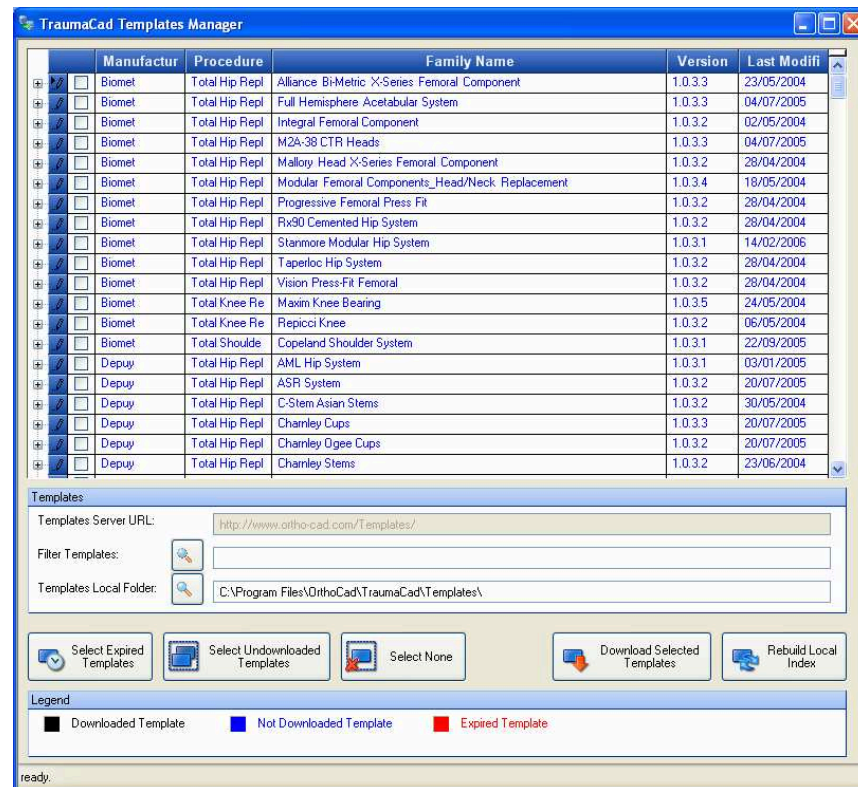 TraumaCad Templates Manager
Manufactur Procedure Family Name Version Last Modifi
Biomet Total Hip Repl Alliance Bi-Metric X-Series Femoral Component 1.0.3.3 23/05/2004
Biomet Total Hip Repl Full Hemisphere Acetabular System 1.0.3.3 04/07/2005
Biomet Total Hip Repl Integral Femoral Component 1.0.3.2 02/05/2004
Biomet Total Hip Repl M2A-38 CTR Heads 1.0.3.3 04/07/2005
Biomet Total Hip Repl Mallory Head X-Series Femoral Component 1.0.3.2 28/04/2004
Biomet Total Hip Repl Modular Femoral Components_Head/Neck Replacement 1.0.3.4 18/05/2004
Biomet Total Hip Repl Progressive Femoral Press Fit 1.0.3.2 28/04/2004
Biomet Total Hip Repl Rx90 Cemented Hip System 1.0.3.2 28/04/2004
Biomet Total Hip Repl Stanmore Modular Hip System 1.0.3.1 14/02/2006
Biomet Total Hip Repl Taperloc Hip System 1.0.3.2 28/04/2004
Biomet Total Hip Repl Vision Press-Fit Femoral 1.0.3.2 28/04/2004
Biomet Total Knee Re Maxim Knee Bearing 1.0.3.5 24/05/2004
Biomet Total Knee Re Repicci Knee 1.0.3.2 06/05/2004
Biomet Total Shoulde Copeland Shoulder System 1.0.3.1 22/09/2005
Depuy Total Hip Repl AML Hip System 1.0.3.1 03/01/2005
Depuy Total Hip Repl ASR System 1.0.3.2 20/07/2005
Depuy Total Hip Repl C-Stem Asian Stems 1.0.3.2 30/05/2004
Depuy Total Hip Repl Charnley Cups 1.0.3.3 20/07/2005
Depuy Total Hip Repl Charnley Ogee Cups 1.0.3.2 20/07/2005
Depuy Total Hip Repl Charnley Stems 1.0.3.2 23/06/2004
Templates
Templates Server URL: http://www.ortho-cad.com/Templates/
Filter Templates:
Templates Local Folder: C:\Program Files\OrthoCad\TraumaCad\Templates\
Select Expired Templates
Select Undownloaded Templates
Select None
Download Selected Templates
Rebuild Local Index
Legend
Downloaded Template Not Downloaded Template Expired Template
ready.